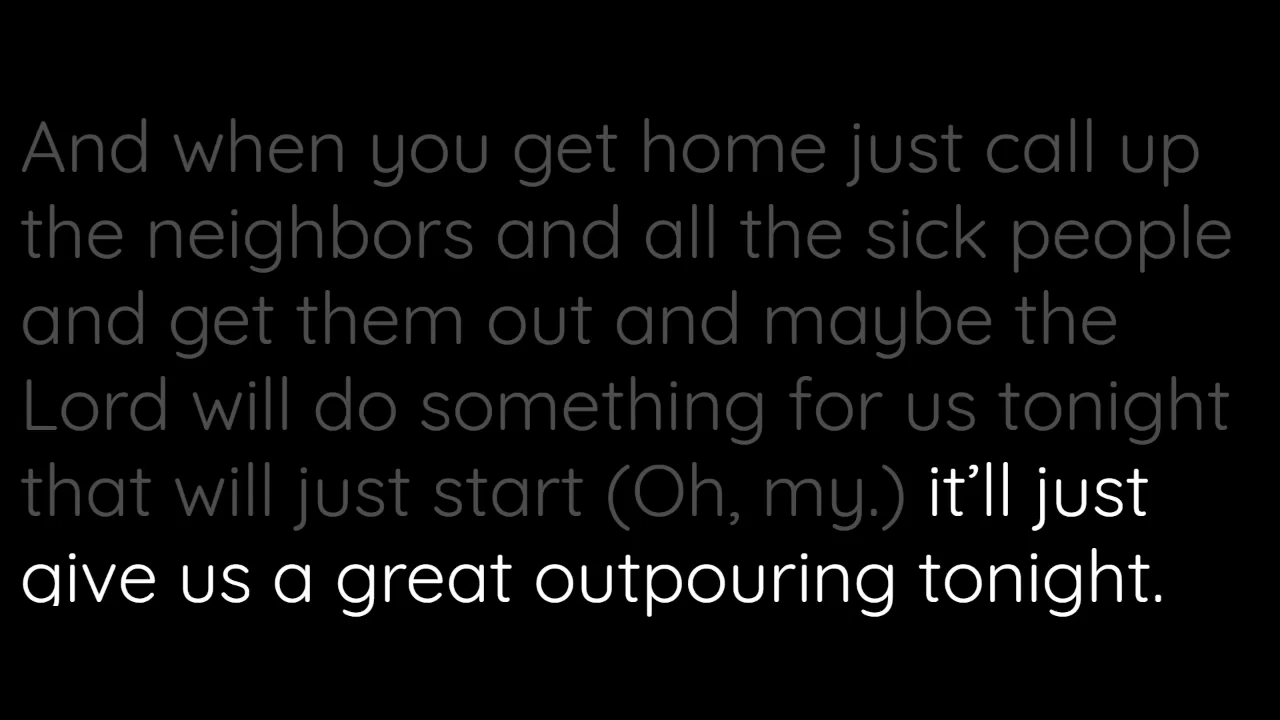 And when you get home just call up
the neighbors and all the sick people
and get them out and maybe the
Lord will do something for us tonight
that will just start (Oh, my.) it’ll just
give us a great outpouring tonight.